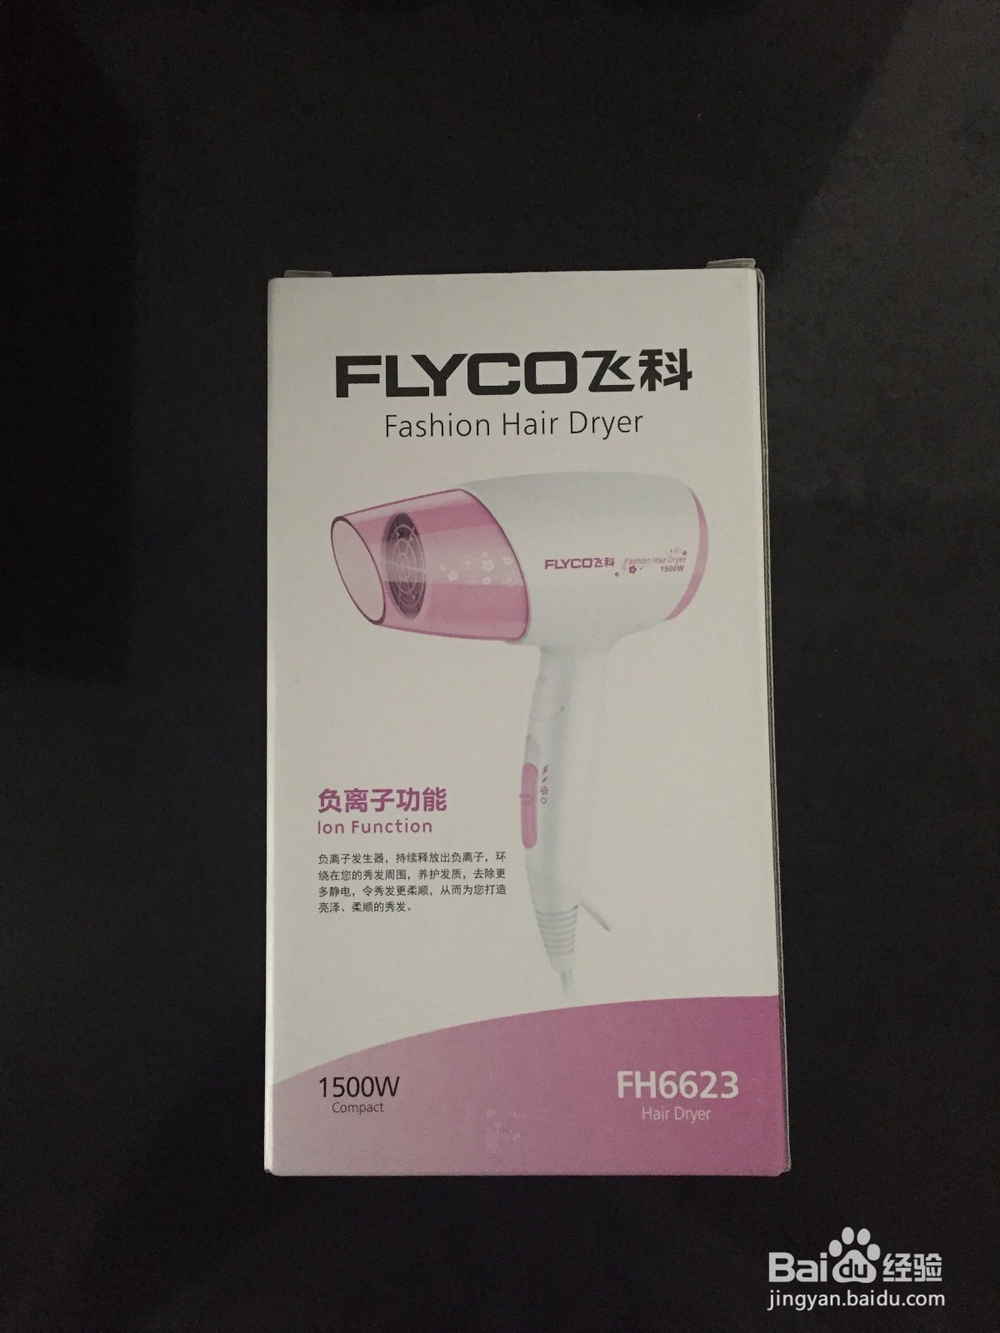 FLYCO飞科
Fashion Hair Dryer
FLYCO飞科
Fashion Hair Dryer
1500W
负离子功能
Ion Function
负离子发生器，持续释放出负离子，环
绕在您的秀发周围，养护发质，去除更
多静电，令秀发更柔顺，从而为您打造
亮泽、柔顺的秀发。
1500W
Compact
FH6623
Hair Dryer
Baidu经验
jingyan.baidu.com